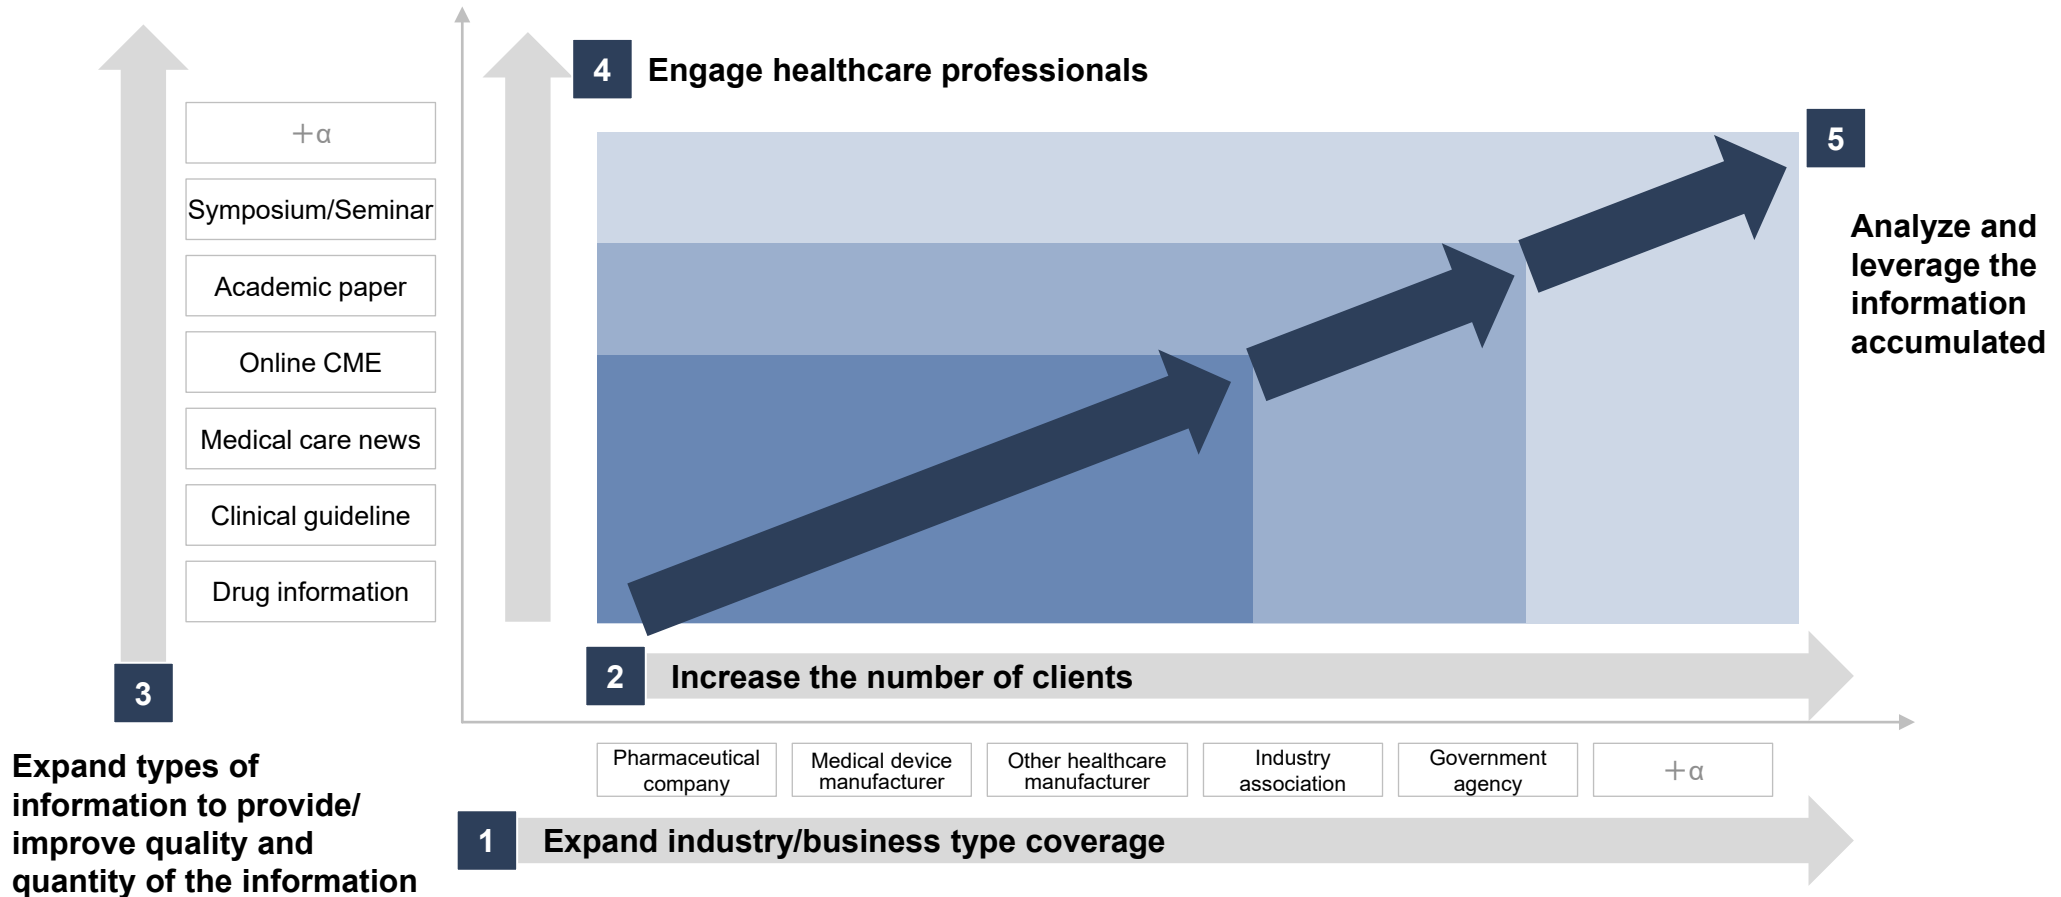 4
Engage healthcare professionals
5
Analyze and
leverage the
information
accumulated
+α
Symposium/Seminar
Academic paper
Online CME
Medical care news
Clinical guideline
Drug information
3
Expand types of
information to provide/
improve quality and
quantity of the information
2
Increase the number of clients
Pharmaceutical
company
Medical device
manufacturer
Other healthcare
manufacturer
Industry
association
Government
agency
+α
1
Expand industry/business type coverage